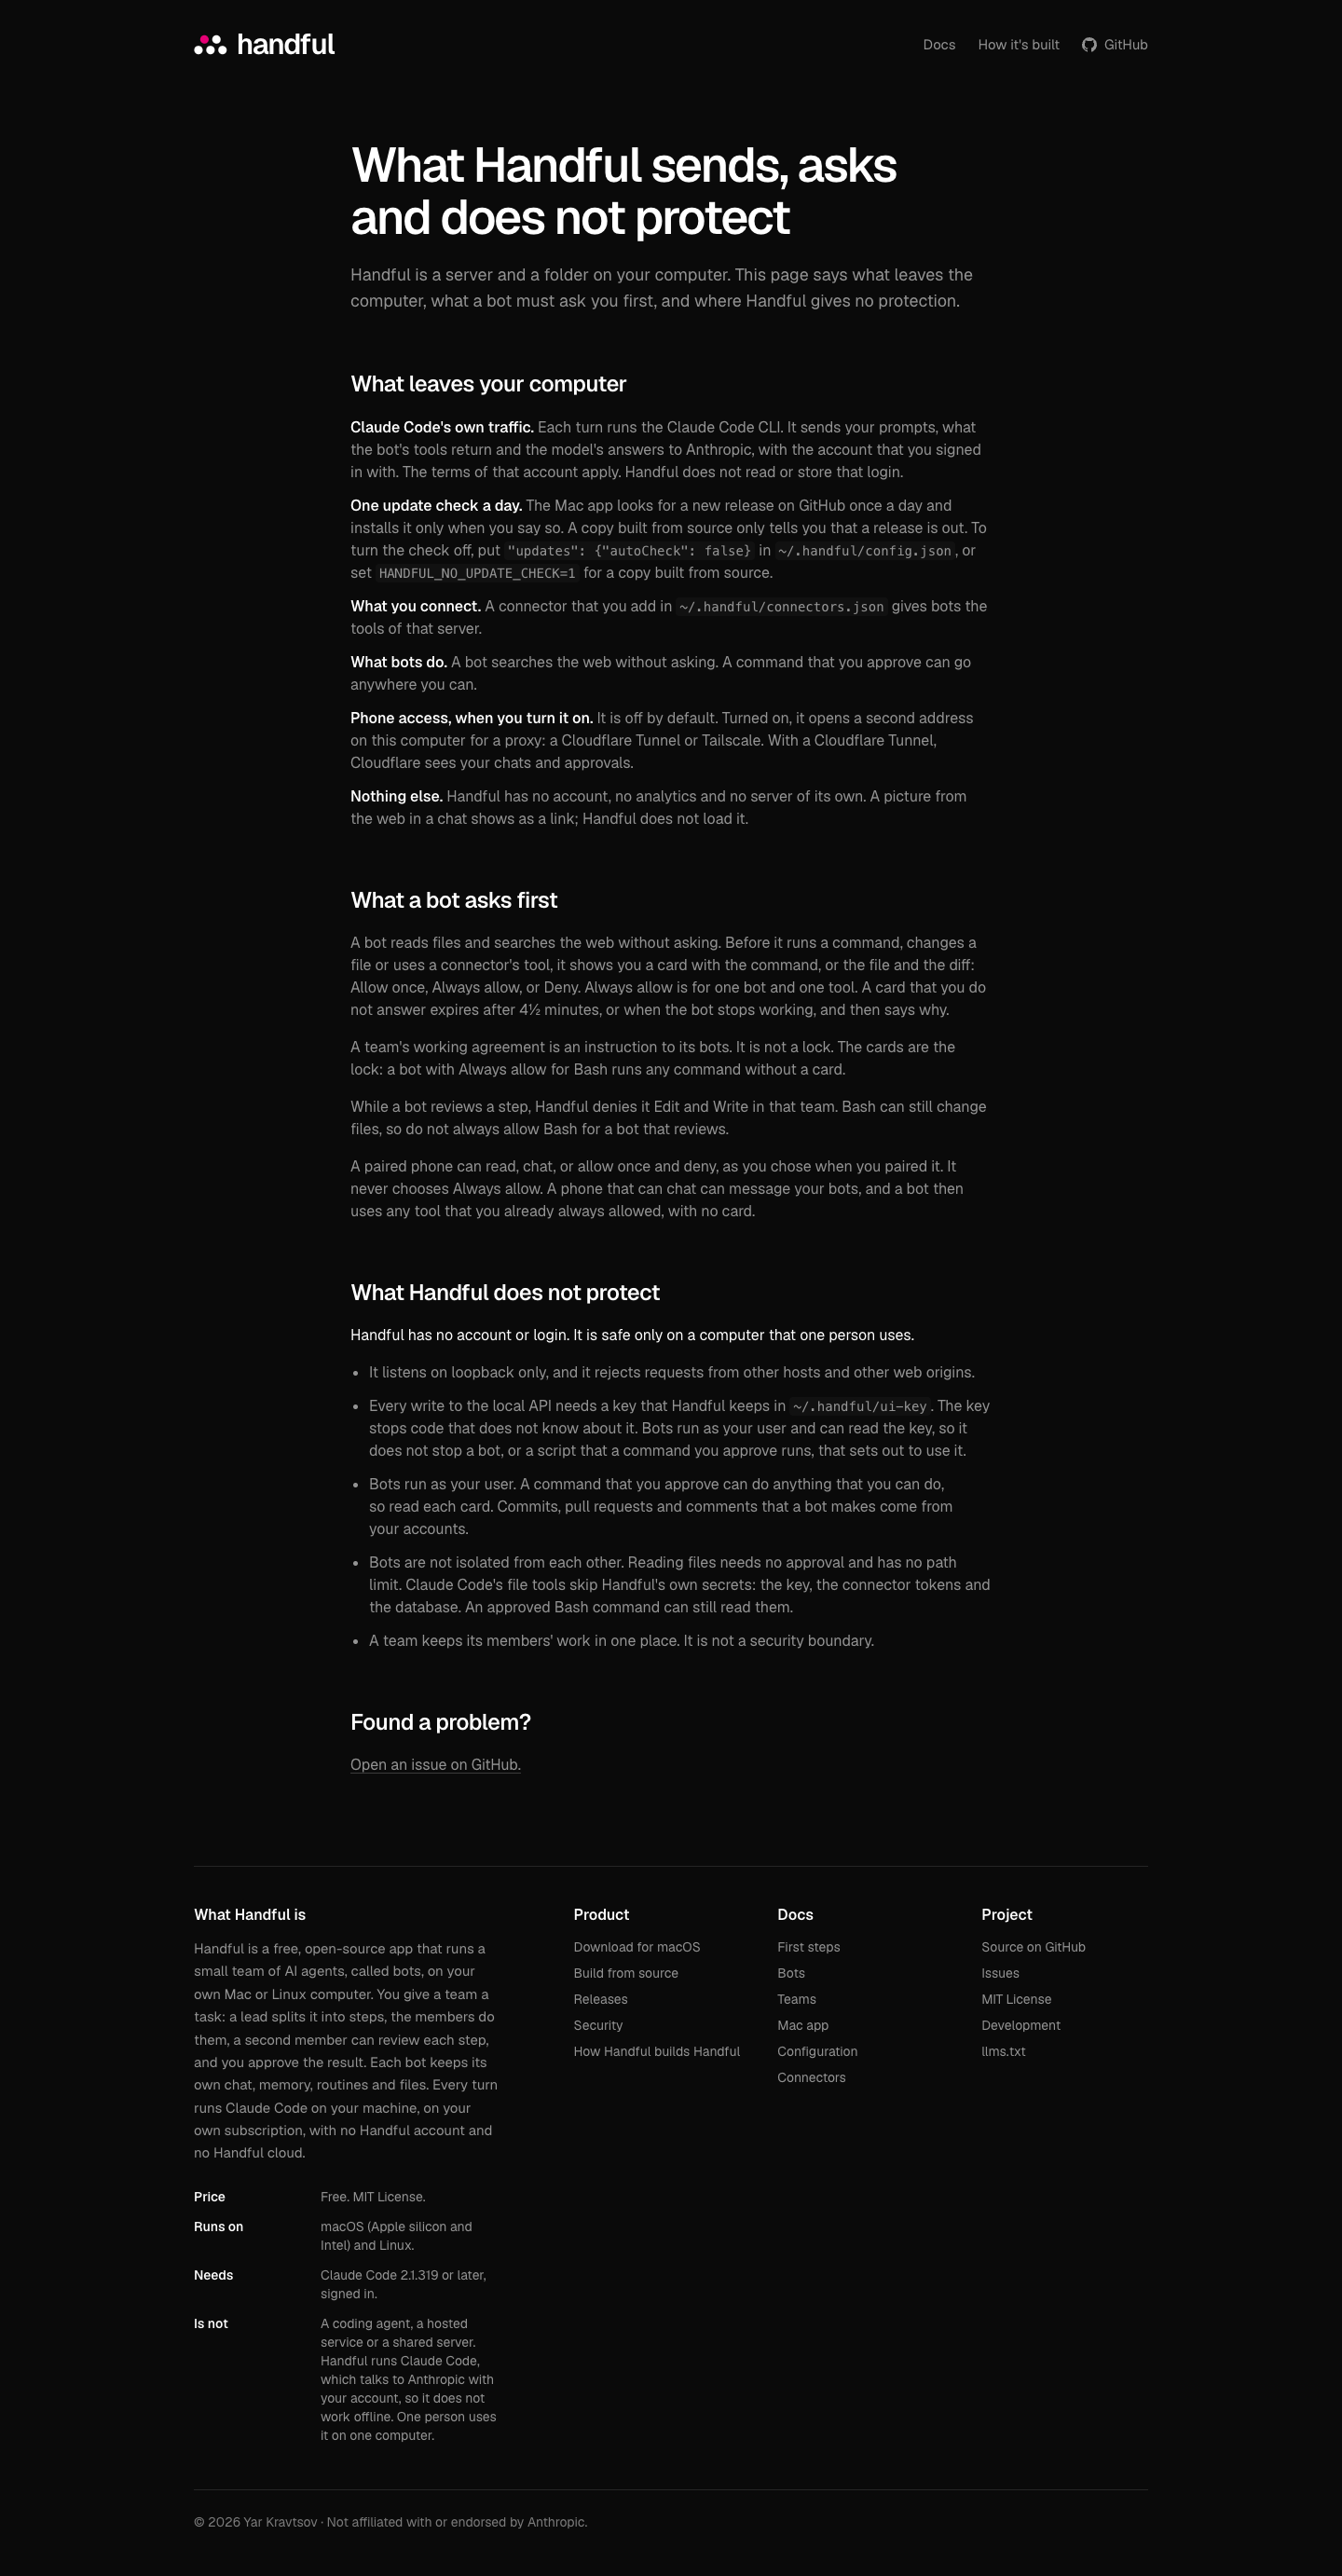 handful
Docs
How it's built
GitHub
What Handful sends, asks
and does not protect
Handful is a server and a folder on your computer. This page says what leaves the
computer, what a bot must ask you first, and where Handful gives no protection.
What leaves your computer
Claude Code's own traffic. Each turn runs the Claude Code CLI. It sends your prompts, what
the bot's tools return and the model's answers to Anthropic, with the account that you signed
in with. The terms of that account apply. Handful does not read or store that login.
One update check a day. The Mac app looks for a new release on GitHub once a day and
installs it only when you say so. A copy built from source only tells you that a release is out. To
turn the check off, put "updates": {"autoCheck": false} in ~/.handful/config.json, or
set HANDFUL_NO_UPDATE_CHECK=1 for a copy built from source.
What you connect. A connector that you add in ~/.handful/connectors.json gives bots the
tools of that server.
What bots do. A bot searches the web without asking. A command that you approve can go
anywhere you can.
Phone access, when you turn it on. It is off by default. Turned on, it opens a second address
on this computer for a proxy: a Cloudflare Tunnel or Tailscale. With a Cloudflare Tunnel,
Cloudflare sees your chats and approvals.
Nothing else. Handful has no account, no analytics and no server of its own. A picture from
the web in a chat shows as a link; Handful does not load it.
What a bot asks first
A bot reads files and searches the web without asking. Before it runs a command, changes a
file or uses a connector's tool, it shows you a card with the command, or the file and the diff:
Allow once, Always allow, or Deny. Always allow is for one bot and one tool. A card that you do
not answer expires after 4½ minutes, or when the bot stops working, and then says why.
A team's working agreement is an instruction to its bots. It is not a lock. The cards are the
lock: a bot with Always allow for Bash runs any command without a card.
While a bot reviews a step, Handful denies it Edit and Write in that team. Bash can still change
files, so do not always allow Bash for a bot that reviews.
A paired phone can read, chat, or allow once and deny, as you chose when you paired it. It
never chooses Always allow. A phone that can chat can message your bots, and a bot then
uses any tool that you already always allowed, with no card.
What Handful does not protect
Handful has no account or login. It is safe only on a computer that one person uses.
• It listens on loopback only, and it rejects requests from other hosts and other web origins.
• Every write to the local API needs a key that Handful keeps in ~/.handful/ui-key. The key
stops code that does not know about it. Bots run as your user and can read the key, so it
does not stop a bot, or a script that a command you approve runs, that sets out to use it.
• Bots run as your user. A command that you approve can do anything that you can do,
so read each card. Commits, pull requests and comments that a bot makes come from
your accounts.
• Bots are not isolated from each other. Reading files needs no approval and has no path
limit. Claude Code's file tools skip Handful's own secrets: the key, the connector tokens and
the database. An approved Bash command can still read them.
• A team keeps its members' work in one place. It is not a security boundary.
Found a problem?
Open an issue on GitHub.
What Handful is
Handful is a free, open-source app that runs a
small team of AI agents, called bots, on your
own Mac or Linux computer. You give a team a
task: a lead splits it into steps, the members do
them, a second member can review each step,
and you approve the result. Each bot keeps its
own chat, memory, routines and files. Every turn
runs Claude Code on your machine, on your
own subscription, with no Handful account and
no Handful cloud.
Price
Free. MIT License.
Runs on
macOS (Apple silicon and
Intel) and Linux.
Needs
Claude Code 2.1.319 or later,
signed in.
Is not
A coding agent, a hosted
service or a shared server.
Handful runs Claude Code,
which talks to Anthropic with
your account, so it does not
work offline. One person uses
it on one computer.
Product
Download for macOS
Build from source
Releases
Security
How Handful builds Handful
Docs
First steps
Bots
Teams
Mac app
Configuration
Connectors
Project
Source on GitHub
Issues
MIT License
Development
llms.txt
© 2026 Yar Kravtsov · Not affiliated with or endorsed by Anthropic.